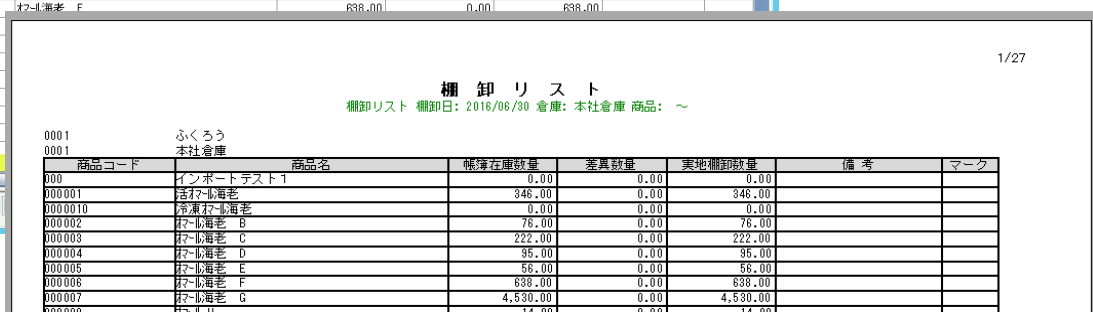 ｵﾏｰﾙ海老　F 638.00 0.00 638.00
1/27
棚 卸 リ ス ト
棚卸リスト 棚卸日: 2016/06/30 倉庫: 本社倉庫 商品: ～
0001 ふくろう
0001 本社倉庫
商品コード 商品名 帳簿在庫数量 差異数量 実地棚卸数量 備 考 マーク
000 インポートテスト１ 0.00 0.00 0.00
000001 活ｵﾏｰﾙ海老 346.00 0.00 346.00
0000010 冷凍ｵﾏｰﾙ海老 0.00 0.00 0.00
000002 ｵﾏｰﾙ海老　B 76.00 0.00 76.00
000003 ｵﾏｰﾙ海老　C 222.00 0.00 222.00
000004 ｵﾏｰﾙ海老　D 95.00 0.00 95.00
000005 ｵﾏｰﾙ海老　E 56.00 0.00 56.00
000006 ｵﾏｰﾙ海老　F 638.00 0.00 638.00
000007 ｵﾏｰﾙ海老　G 4,530.00 0.00 4,530.00